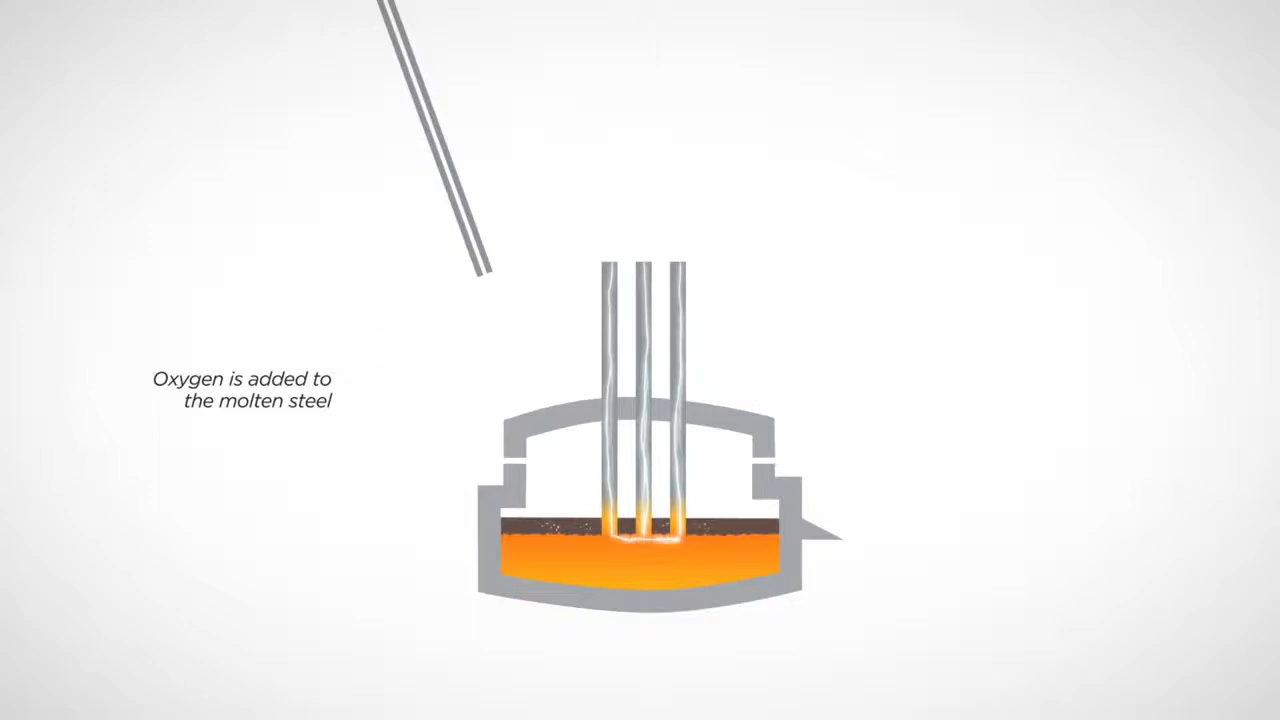 Oxygen is added to
the molten steel